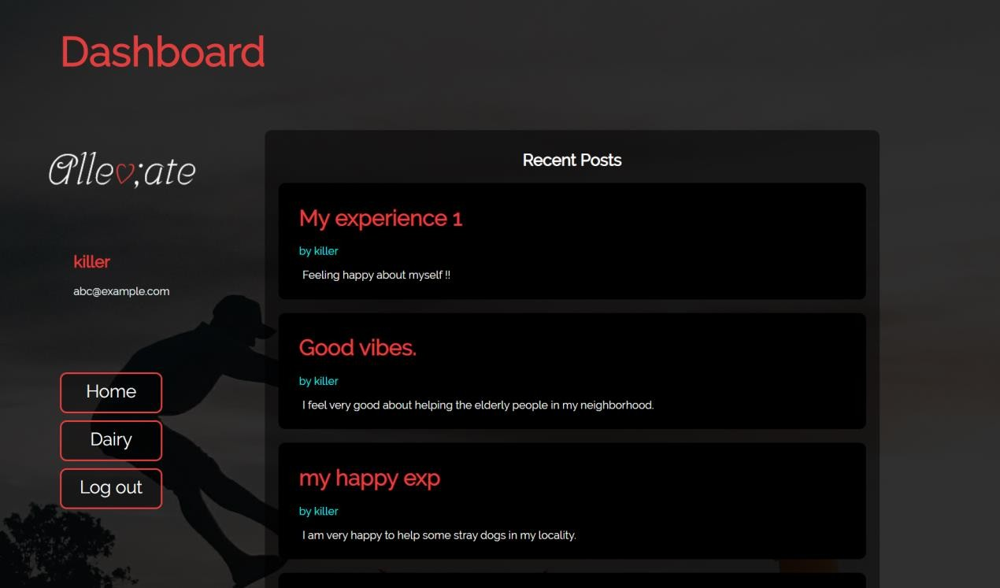 Dashboard
Allev;ate
killer
abc@example.com
Home
Dairy
Log out
Recent Posts
My experience 1
by killer
Feeling happy about myself !!
Good vibes.
by killer
I feel very good about helping the elderly people in my neighborhood.
my happy exp
by killer
I am very happy to help some stray dogs in my locality.